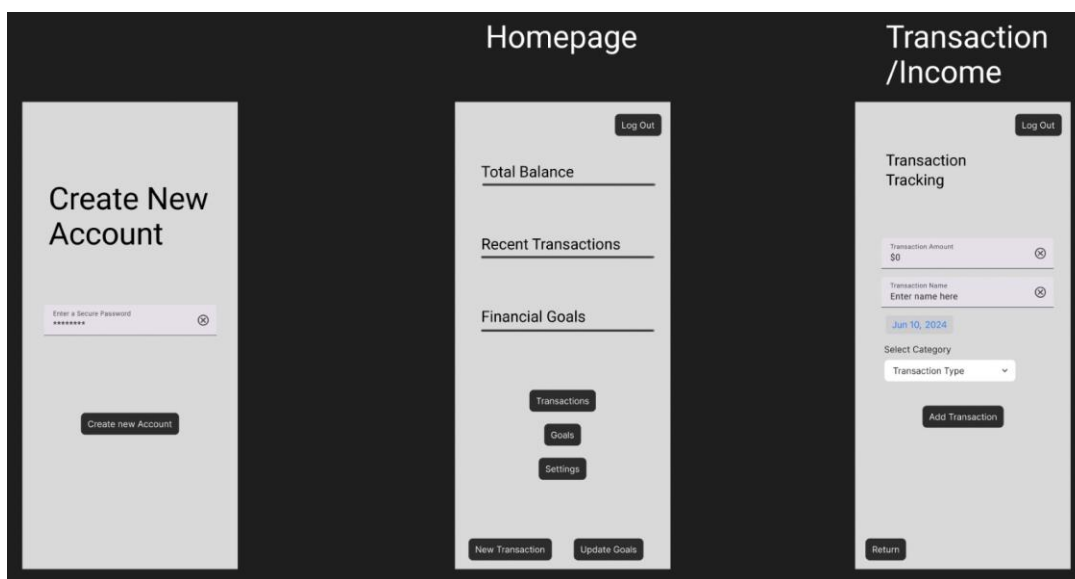 Create New
Account
Enter a Secure Password
********
Create new Account
Homepage
Log Out
Total Balance
Recent Transactions
Financial Goals
Transactions
Goals
Settings
New Transaction
Update Goals
Transaction
/Income
Log Out
Transaction
Tracking
Transaction Amount
$0
Transaction Name
Enter name here
Jun 10, 2024
Select Category
Transaction Type
Add Transaction
Return